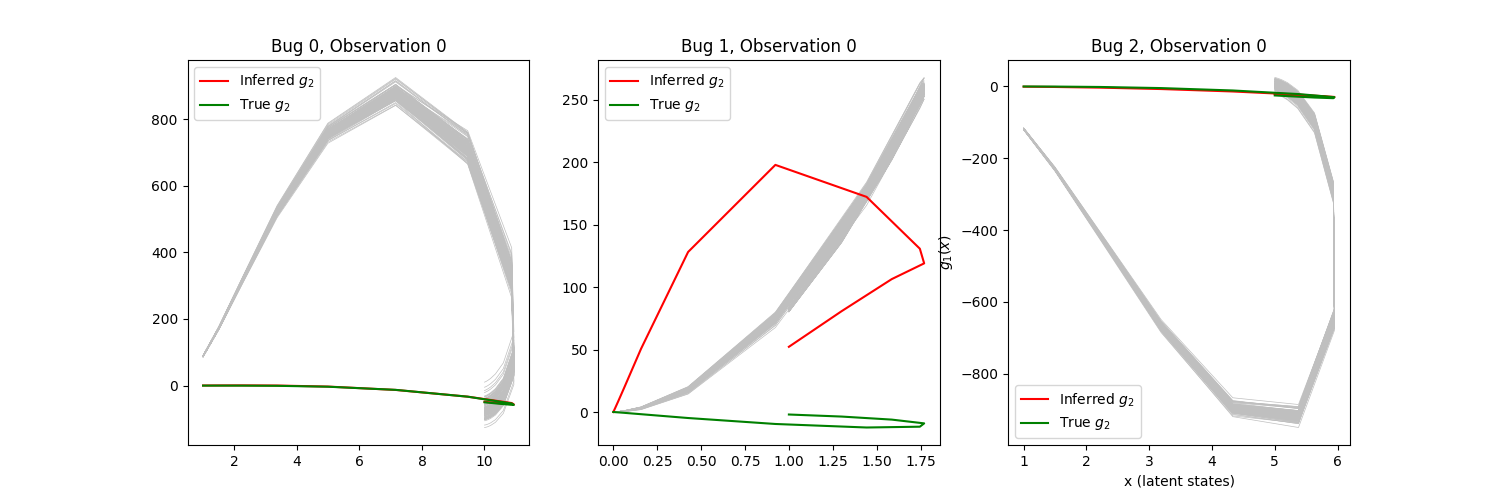 Bug 0, Observation 0
Inferred g₂
True g₂
800
600
400
200
0
2 4 6 8 10
Bug 1, Observation 0
Inferred g₂
True g₂
250
200
150
100
50
0
0.00 0.25 0.50 0.75 1.00 1.25 1.50 1.75
Bug 2, Observation 0
g₁(x)
0
−200
−400
−600
−800
Inferred g₂
True g₂
1 2 3 4 5 6
x (latent states)